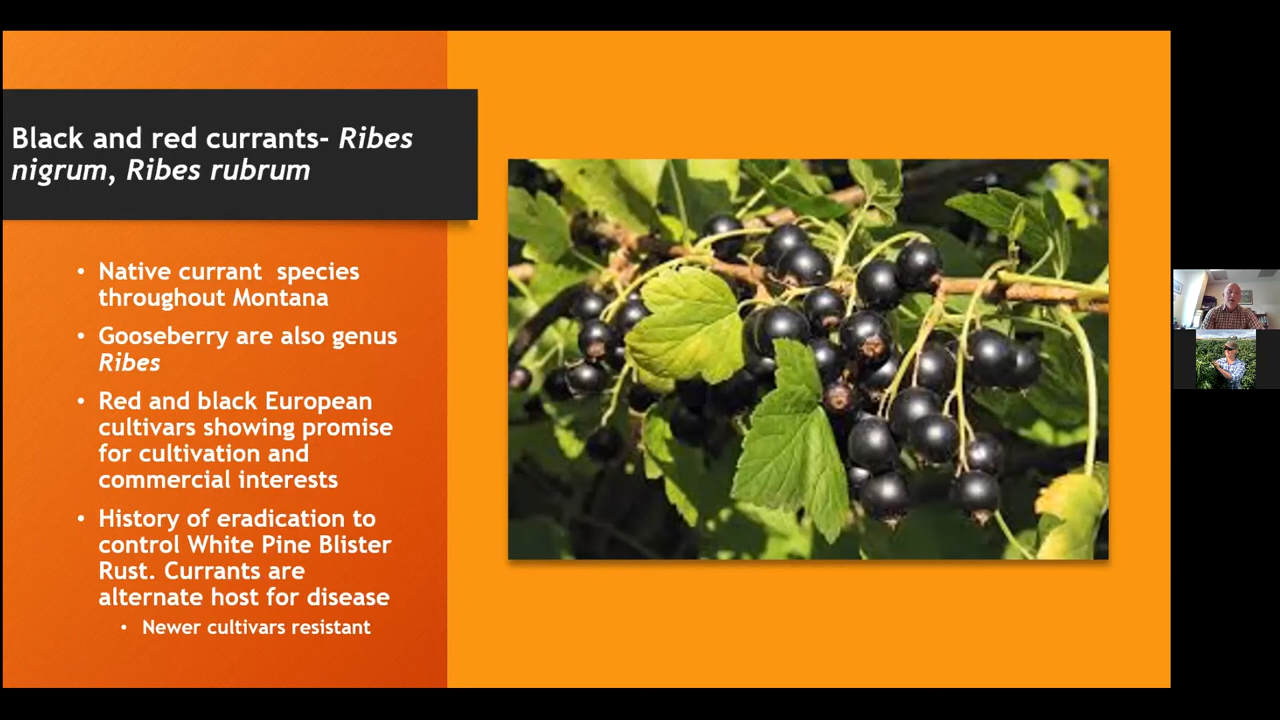 Black and red currants- Ribes
nigrum, Ribes rubrum
• Native currant species
throughout Montana
• Gooseberry are also genus
Ribes
• Red and black European
cultivars showing promise
for cultivation and
commercial interests
• History of eradication to
control White Pine Blister
Rust. Currants are
alternate host for disease
• Newer cultivars resistant